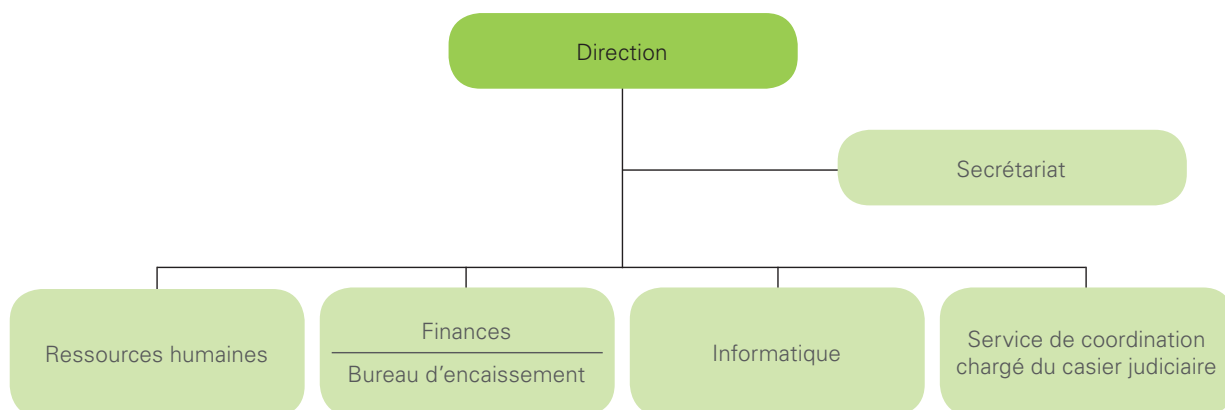 Direction
Secrétariat
Ressources humaines
Finances
Bureau d’encaissement
Informatique
Service de coordination
chargé du casier judiciaire